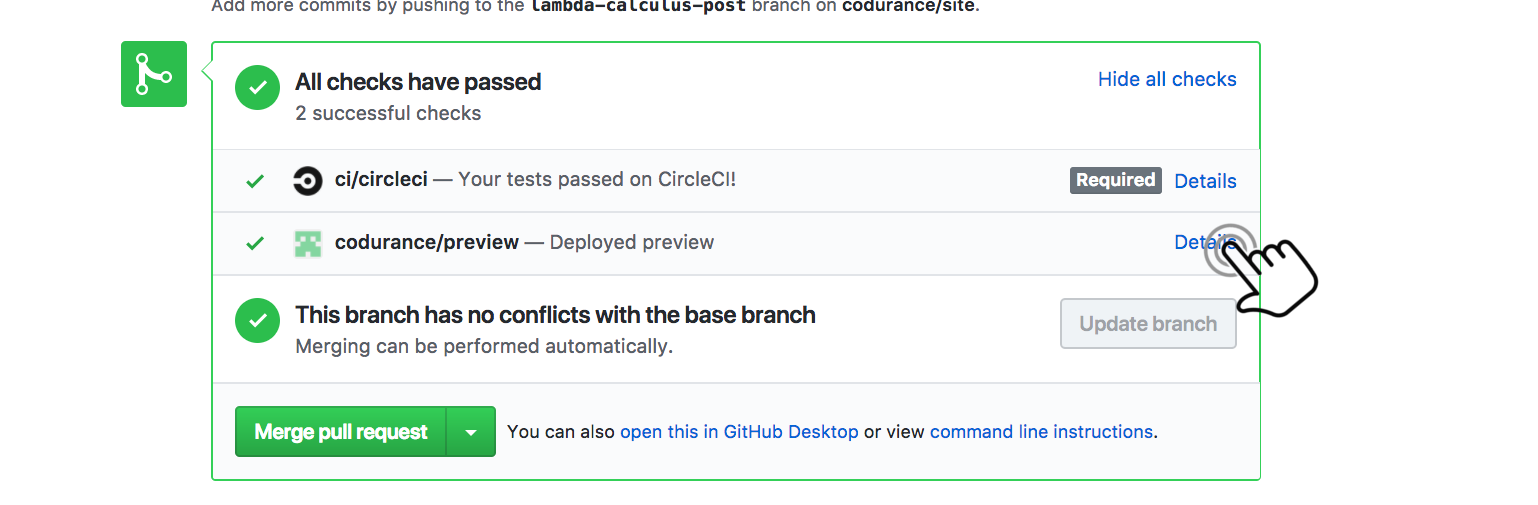 Add more commits by pushing to the lambda-calculus-post branch on codurance/site.
All checks have passed
Hide all checks
2 successful checks
ci/circleci — Your tests passed on CircleCI!
Required Details
codurance/preview — Deployed preview
Details
This branch has no conflicts with the base branch
Update branch
Merging can be performed automatically.
Merge pull request
You can also open this in GitHub Desktop or view command line instructions.